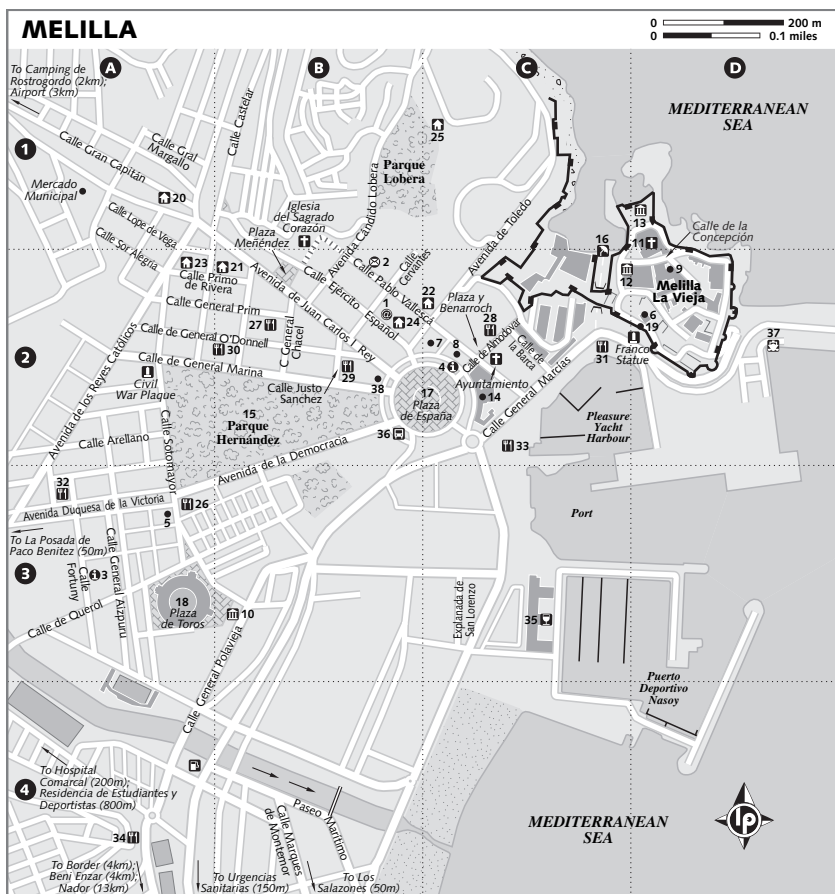 MELILLA
0 200 m
0 0.1 miles
A
B
C
D
1
2
3
4
To Camping de
Rostrogordo (2km);
Airport (3km)
Calle Gran Capitán
Calle Gral
Margallo
Calle Castelar
Mercado
Municipal
20
Calle Lope de Vega
Calle Sor Alegría
Iglesia
del Sagrado
Corazón
Plaza
Menéndez
Avenida Cándido Lobera
Parque
Lobera
25
MEDITERRANEAN
SEA
Avenida de Toledo
Calle
Cervantes
2
Calle Pablo Vallesca
Calle Ejército Español
Avenida de Juan Carlos I Rey
23
21
Calle Primo
de Rivera
Calle General Prim
27
Calle de General O'Donnell
30
C General
Chacel
Calle de General Marina
1
24
22
Plaza y
Benarroch
28
Calle de Almodovar
Calle de
la Barca
16
13
11
Calle de la
Concepción
12
9
Melilla
La Vieja
6
19
Franco
Statue
31
37
7
8
4
29
Calle Justo
Sanchez
38
17
Plaza
de España
Ayuntamiento
14
Calle General Marcías
Pleasure
Yacht
Harbour
Avenida de los Reyes Católicos
Civil
War Plaque
Calle Sotomayor
15
Parque
Hernández
36
33
Calle Arellano
Avenida de la Democracia
32
Avenida Duquesa de la Victoria
26
5
To La Posada de
Paco Benitez (50m)
Port
3
Calle
Fortuny
Calle General Aizpuru
18
Plaza
de Toros
10
Calle de Querol
Explanada de
San Lorenzo
35
Calle General Polavieja
Puerto
Deportivo
Nasoy
To Hospital
Comarcal (200m);
Residencia de Estudiantes y
Deportistas (800m)
34
Paseo Marítimo
Calle Marques
de Montemor
MEDITERRANEAN
SEA
lp
To Border (4km);
Beni Enzar (4km);
Nador (13km)
To Urgencias
Sanitarias (150m)
To Los
Salazones (50m)